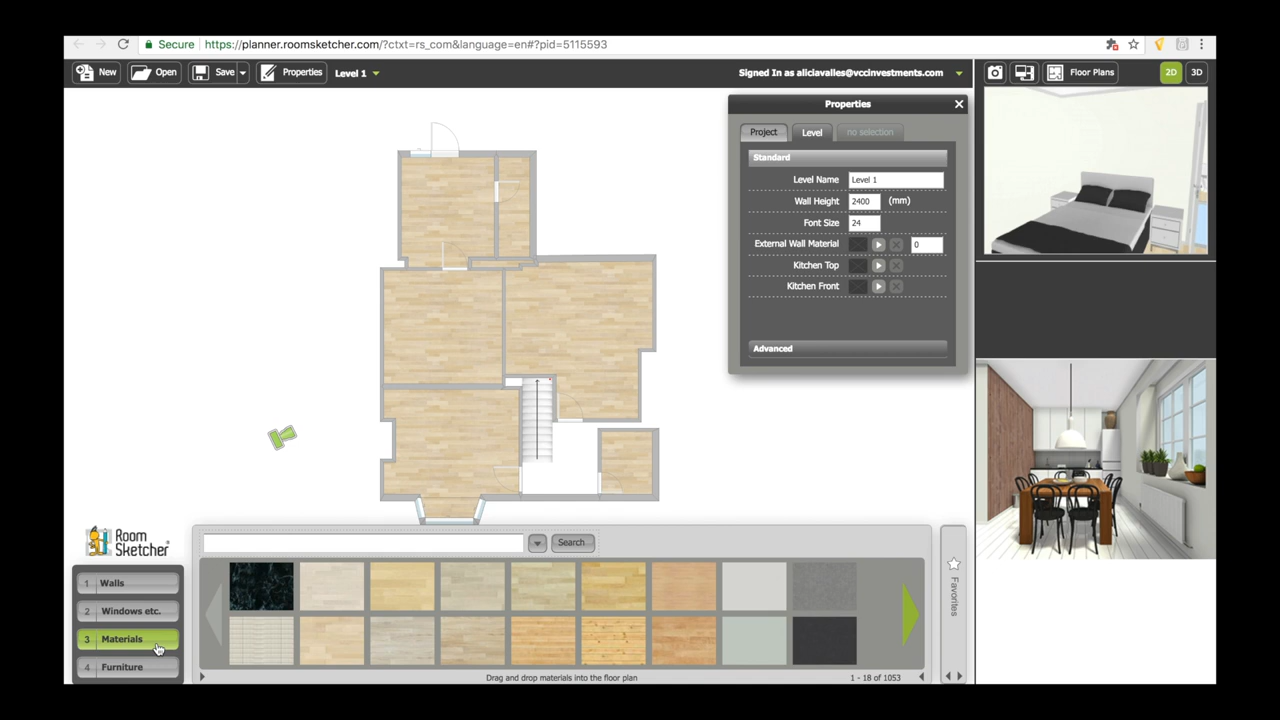 Secure https://planner.roomsketcher.com/?ctxt=rs_com&language=en#?pid=5115593
New Open Save Properties Level 1 Signed In as aliciavalles@vccinvestments.com Floor Plans 2D 3D
Properties
Project Level no selection
Standard
Level Name Level 1
Wall Height 2400 (mm)
Font Size 24
External Wall Material 0
Kitchen Top
Kitchen Front
Advanced
Room
Sketcher
Search
1 Walls
2 Windows etc.
3 Materials
4 Furniture
Favorites
Drag and drop materials into the floor plan 1 - 18 of 1053